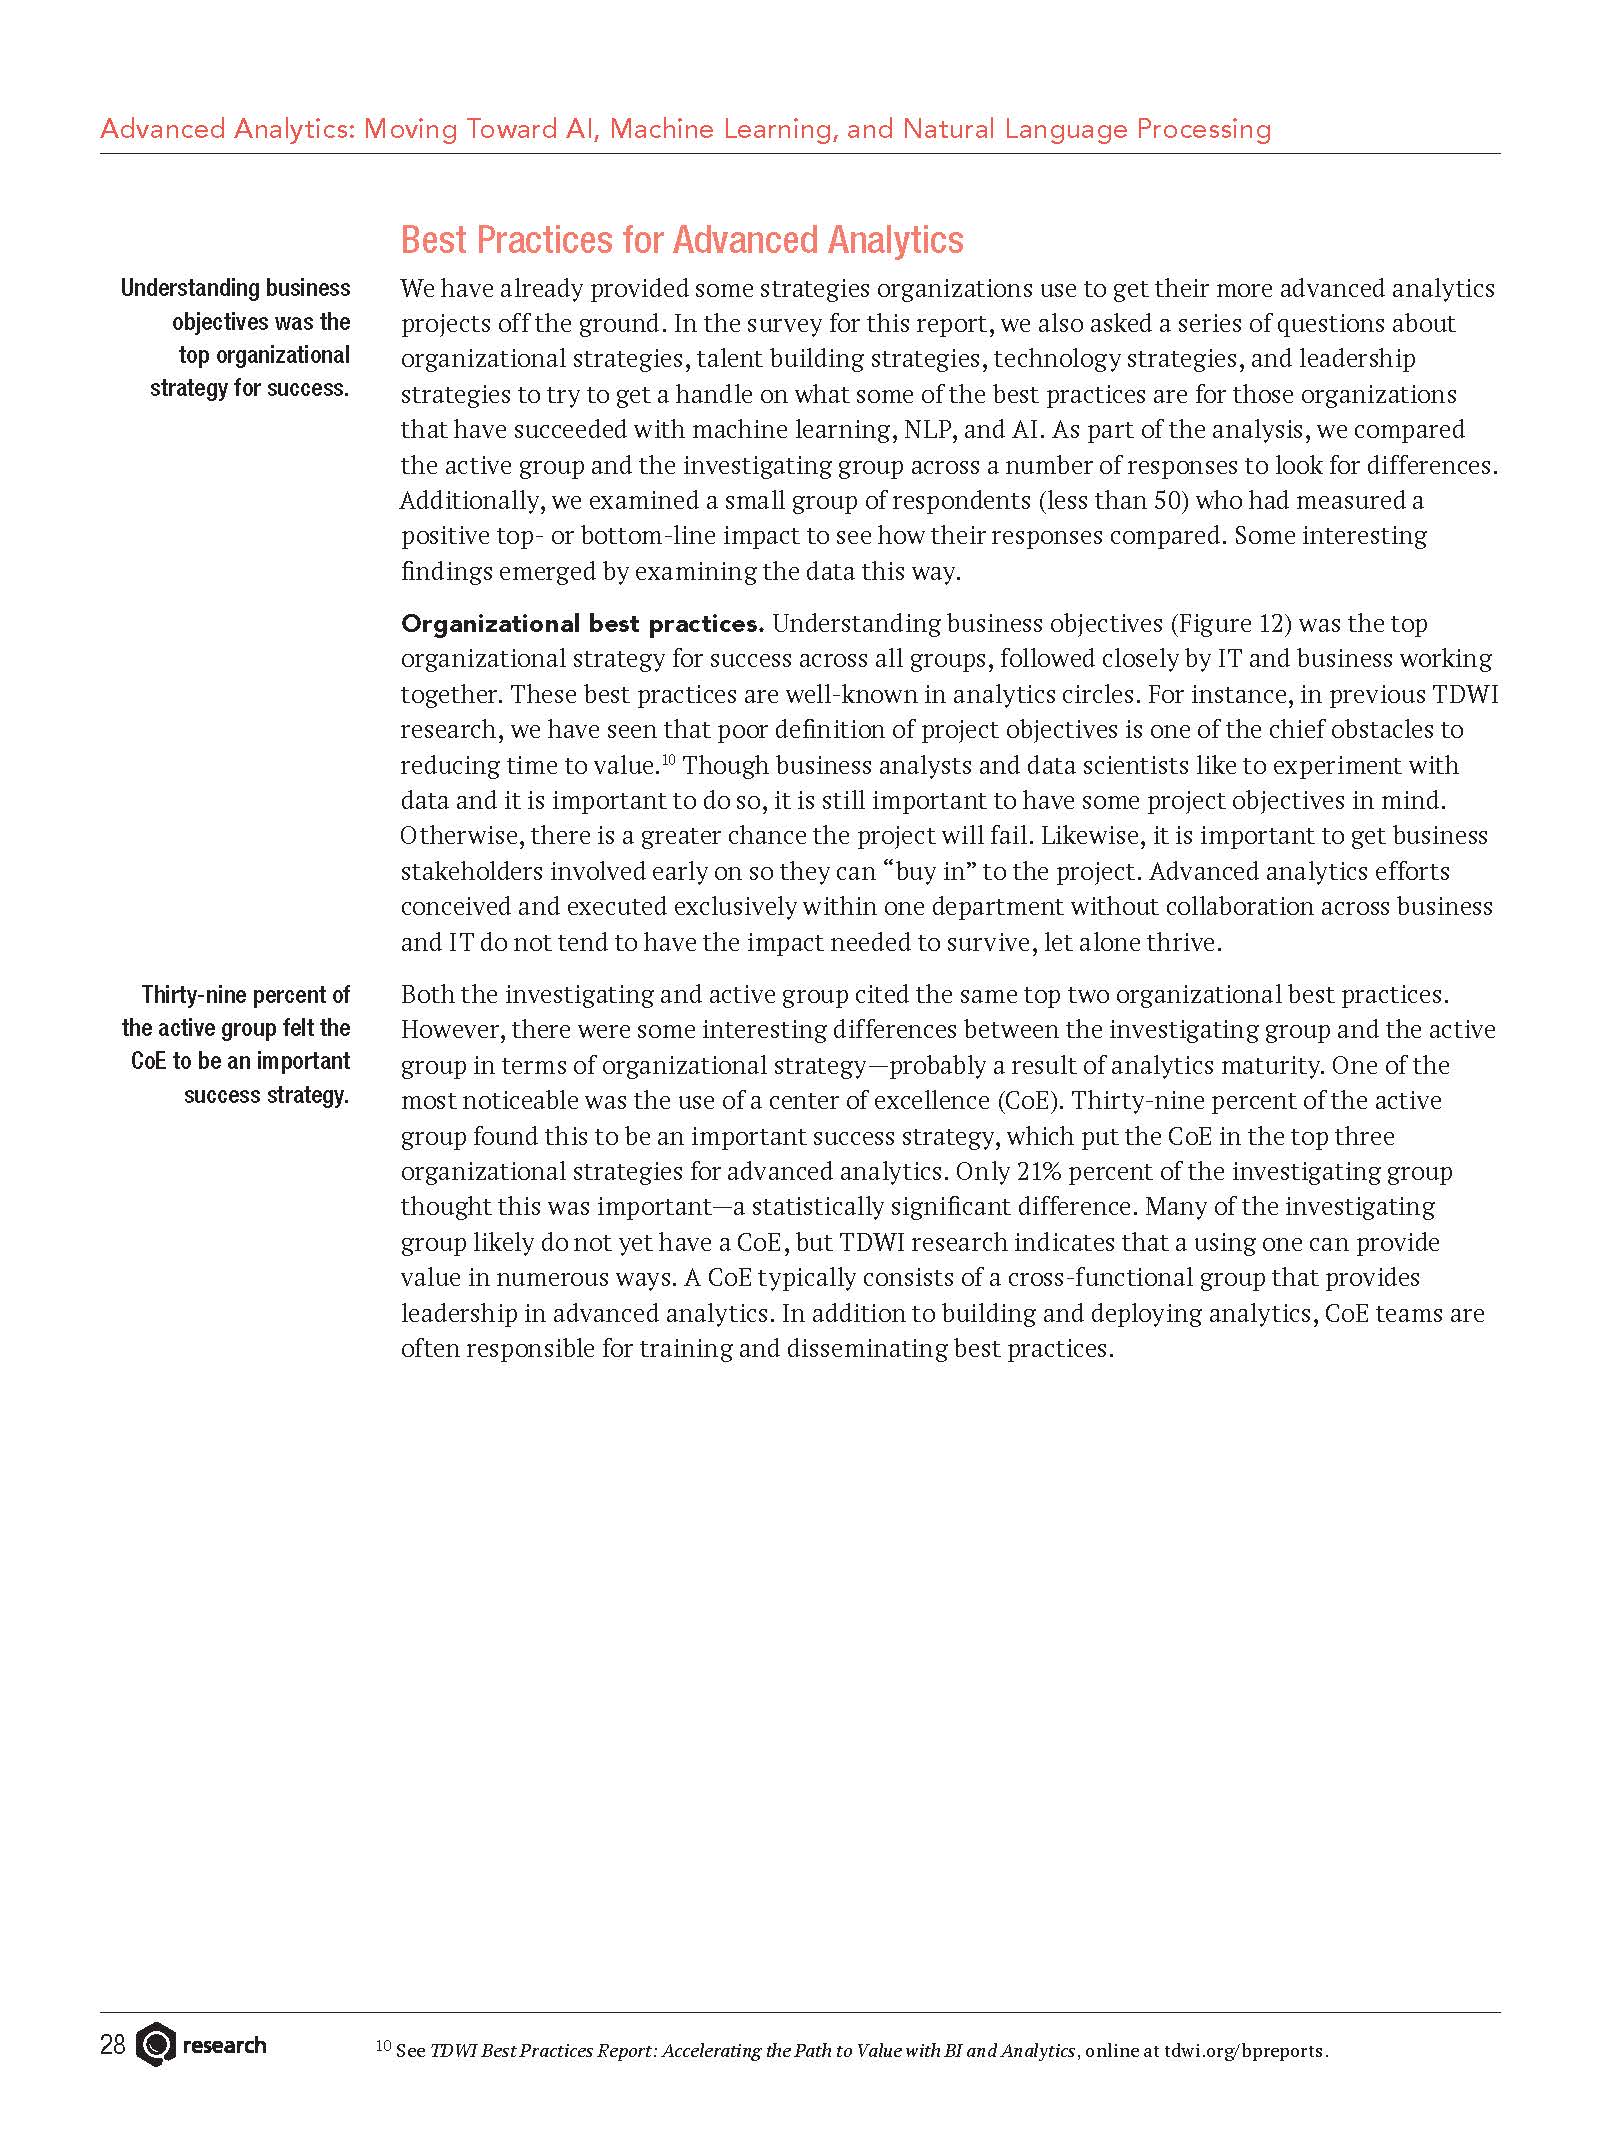 Advanced Analytics: Moving Toward AI, Machine Learning, and Natural Language Processing
Best Practices for Advanced Analytics
Understanding business
objectives was the
top organizational
strategy for success.
We have already provided some strategies organizations use to get their more advanced analytics
projects off the ground. In the survey for this report, we also asked a series of questions about
organizational strategies, talent building strategies, technology strategies, and leadership
strategies to try to get a handle on what some of the best practices are for those organizations
that have succeeded with machine learning, NLP, and AI. As part of the analysis, we compared
the active group and the investigating group across a number of responses to look for differences.
Additionally, we examined a small group of respondents (less than 50) who had measured a
positive top- or bottom-line impact to see how their responses compared. Some interesting
findings emerged by examining the data this way.
Organizational best practices. Understanding business objectives (Figure 12) was the top
organizational strategy for success across all groups, followed closely by IT and business working
together. These best practices are well-known in analytics circles. For instance, in previous TDWI
research, we have seen that poor definition of project objectives is one of the chief obstacles to
reducing time to value.10 Though business analysts and data scientists like to experiment with
data and it is important to do so, it is still important to have some project objectives in mind.
Otherwise, there is a greater chance the project will fail. Likewise, it is important to get business
stakeholders involved early on so they can “buy in” to the project. Advanced analytics efforts
conceived and executed exclusively within one department without collaboration across business
and IT do not tend to have the impact needed to survive, let alone thrive.
Thirty-nine percent of
the active group felt the
CoE to be an important
success strategy.
Both the investigating and active group cited the same top two organizational best practices.
However, there were some interesting differences between the investigating group and the active
group in terms of organizational strategy—probably a result of analytics maturity. One of the
most noticeable was the use of a center of excellence (CoE). Thirty-nine percent of the active
group found this to be an important success strategy, which put the CoE in the top three
organizational strategies for advanced analytics. Only 21% percent of the investigating group
thought this was important—a statistically significant difference. Many of the investigating
group likely do not yet have a CoE, but TDWI research indicates that a using one can provide
value in numerous ways. A CoE typically consists of a cross-functional group that provides
leadership in advanced analytics. In addition to building and deploying analytics, CoE teams are
often responsible for training and disseminating best practices.
28 research
10 See TDWI Best Practices Report: Accelerating the Path to Value with BI and Analytics, online at tdwi.org/bpreports.